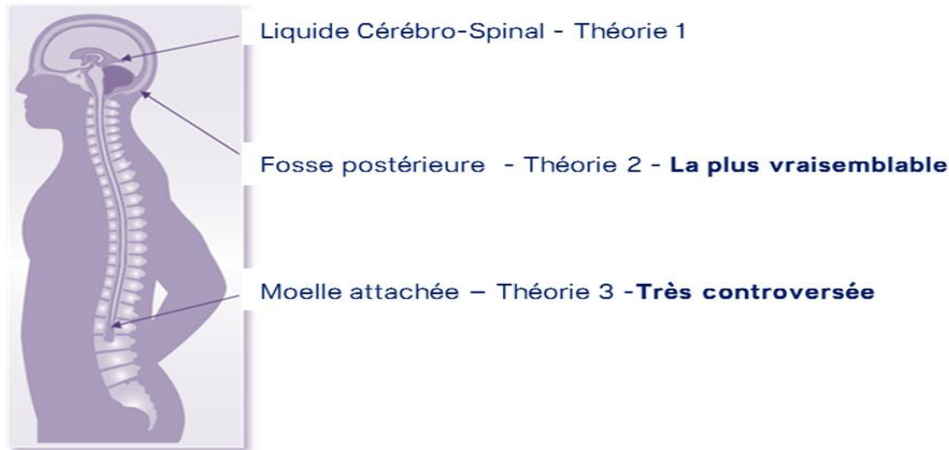 Liquide Cérébro-Spinal - Théorie 1
Fosse postérieure - Théorie 2 - La plus vraisemblable
Moelle attachée – Théorie 3 -Très controversée